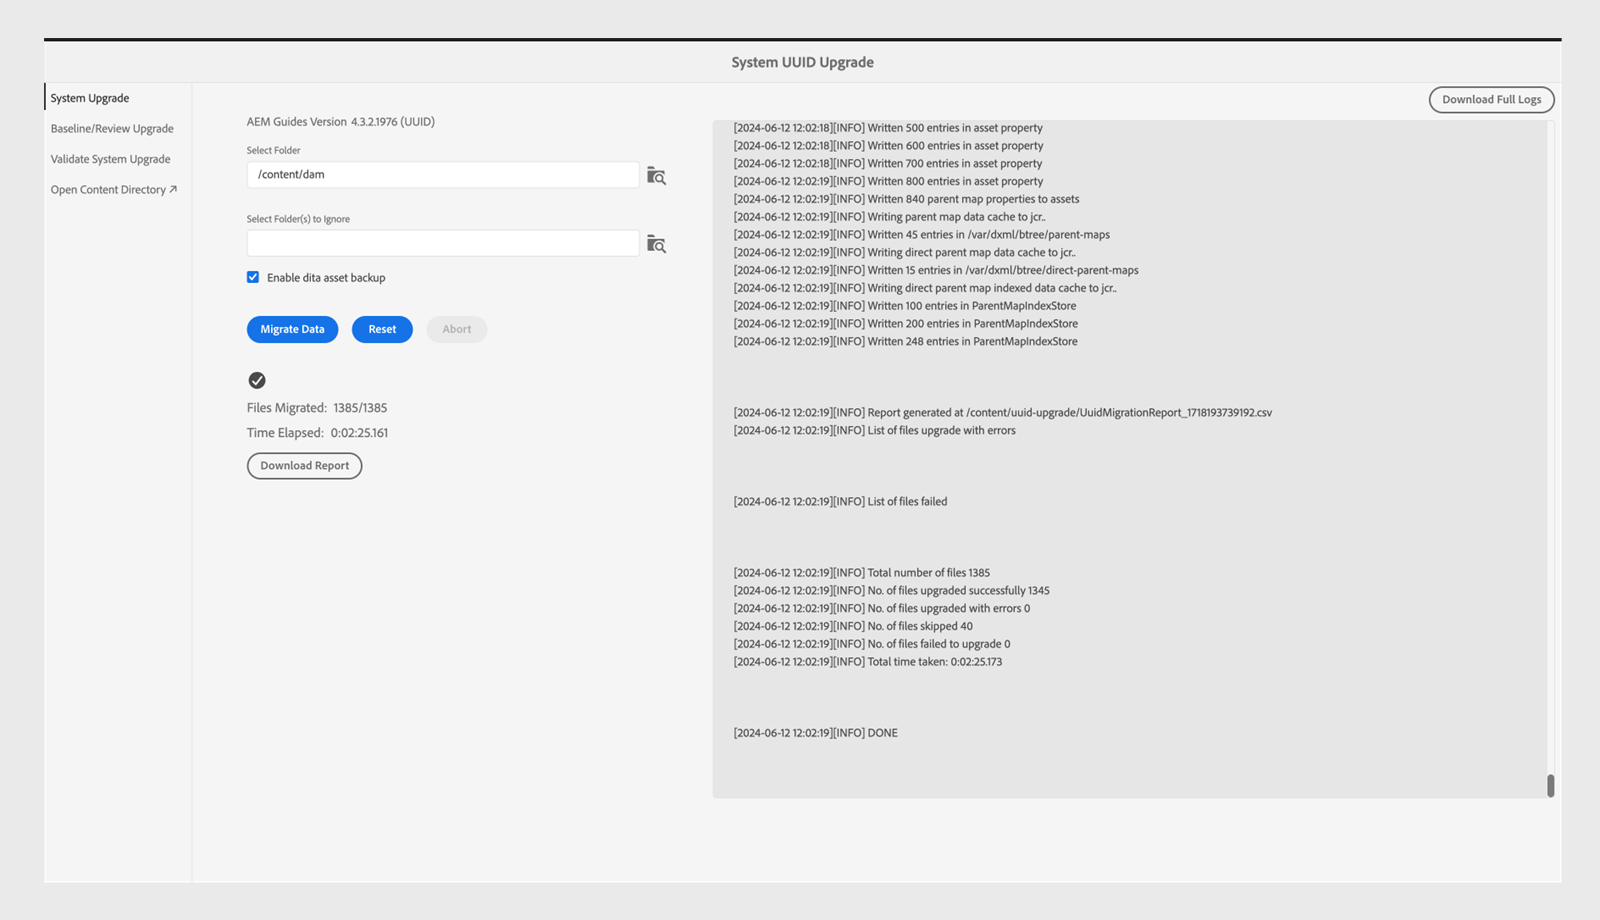 System UUID Upgrade
System Upgrade
Baseline/Review Upgrade
Validate System Upgrade
Open Content Directory
AEM Guides Version 4.3.2.1976 (UUID)
Select Folder
/content/dam
Select Folder(s) to Ignore
Enable dita asset backup
Migrate Data
Reset
Abort
Files Migrated: 1385/1385
Time Elapsed: 0:02:25.161
Download Report
Download Full Logs
[2024-06-12 12:02:18][INFO] Written 500 entries in asset property
[2024-06-12 12:02:18][INFO] Written 600 entries in asset property
[2024-06-12 12:02:18][INFO] Written 700 entries in asset property
[2024-06-12 12:02:19][INFO] Written 800 entries in asset property
[2024-06-12 12:02:19][INFO] Written 840 parent map properties to assets
[2024-06-12 12:02:19][INFO] Writing parent map data cache to jcr..
[2024-06-12 12:02:19][INFO] Written 45 entries in /var/dxml/btree/parent-maps
[2024-06-12 12:02:19][INFO] Writing direct parent map data cache to jcr..
[2024-06-12 12:02:19][INFO] Written 15 entries in /var/dxml/btree/direct-parent-maps
[2024-06-12 12:02:19][INFO] Writing direct parent map indexed data cache to jcr..
[2024-06-12 12:02:19][INFO] Written 100 entries in ParentMapIndexStore
[2024-06-12 12:02:19][INFO] Written 200 entries in ParentMapIndexStore
[2024-06-12 12:02:19][INFO] Written 248 entries in ParentMapIndexStore
[2024-06-12 12:02:19][INFO] Report generated at /content/uuid-upgrade/UuidMigrationReport_1718193739192.csv
[2024-06-12 12:02:19][INFO] List of files upgrade with errors
[2024-06-12 12:02:19][INFO] List of files failed
[2024-06-12 12:02:19][INFO] Total number of files 1385
[2024-06-12 12:02:19][INFO] No. of files upgraded successfully 1345
[2024-06-12 12:02:19][INFO] No. of files upgraded with errors 0
[2024-06-12 12:02:19][INFO] No. of files skipped 40
[2024-06-12 12:02:19][INFO] No. of files failed to upgrade 0
[2024-06-12 12:02:19][INFO] Total time taken: 0:02:25.173
[2024-06-12 12:02:19][INFO] DONE